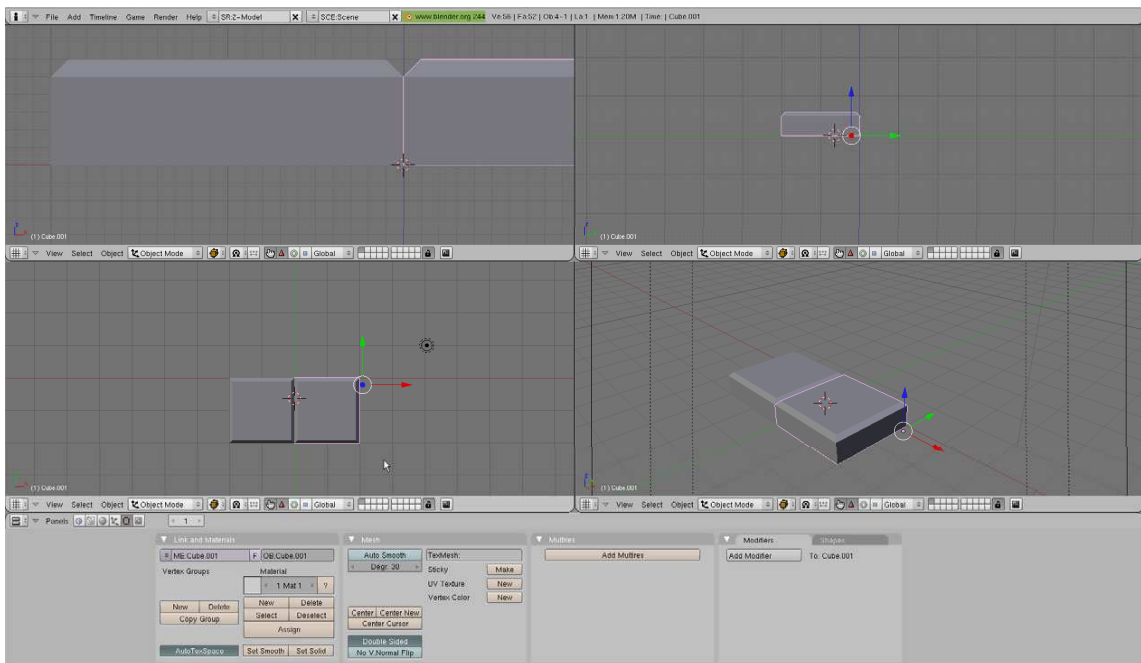 File Add Timeline Game Render Help SR:2-Model SCE:Scene www.blender.org 244 Ve:56 | Fa:52 | Ob:4-1 | La:1 | Mem:1.20M | Time: | Cube.001
(1) Cube.001
View Select Object Object Mode Global
(1) Cube.001
View Select Object Object Mode Global
(1) Cube.001
View Select Object Object Mode Global
(1) Cube.001
View Select Object Object Mode Global
Panels 1
Link and Materials
ME:Cube.001 F OB:Cube.001
Vertex Groups Material
1 Mat 1 ?
New Delete New Delete
Copy Group Select Deselect
Assign
AutoTexSpace Set Smooth Set Solid
Mesh
Auto Smooth TexMesh:
Degr: 30 Sticky Make
UV Texture New
Vertex Color New
Center Center New
Center Cursor
Double Sided
No V.Normal Flip
Multires
Add Multires
Modifiers Shapes
Add Modifier To: Cube.001